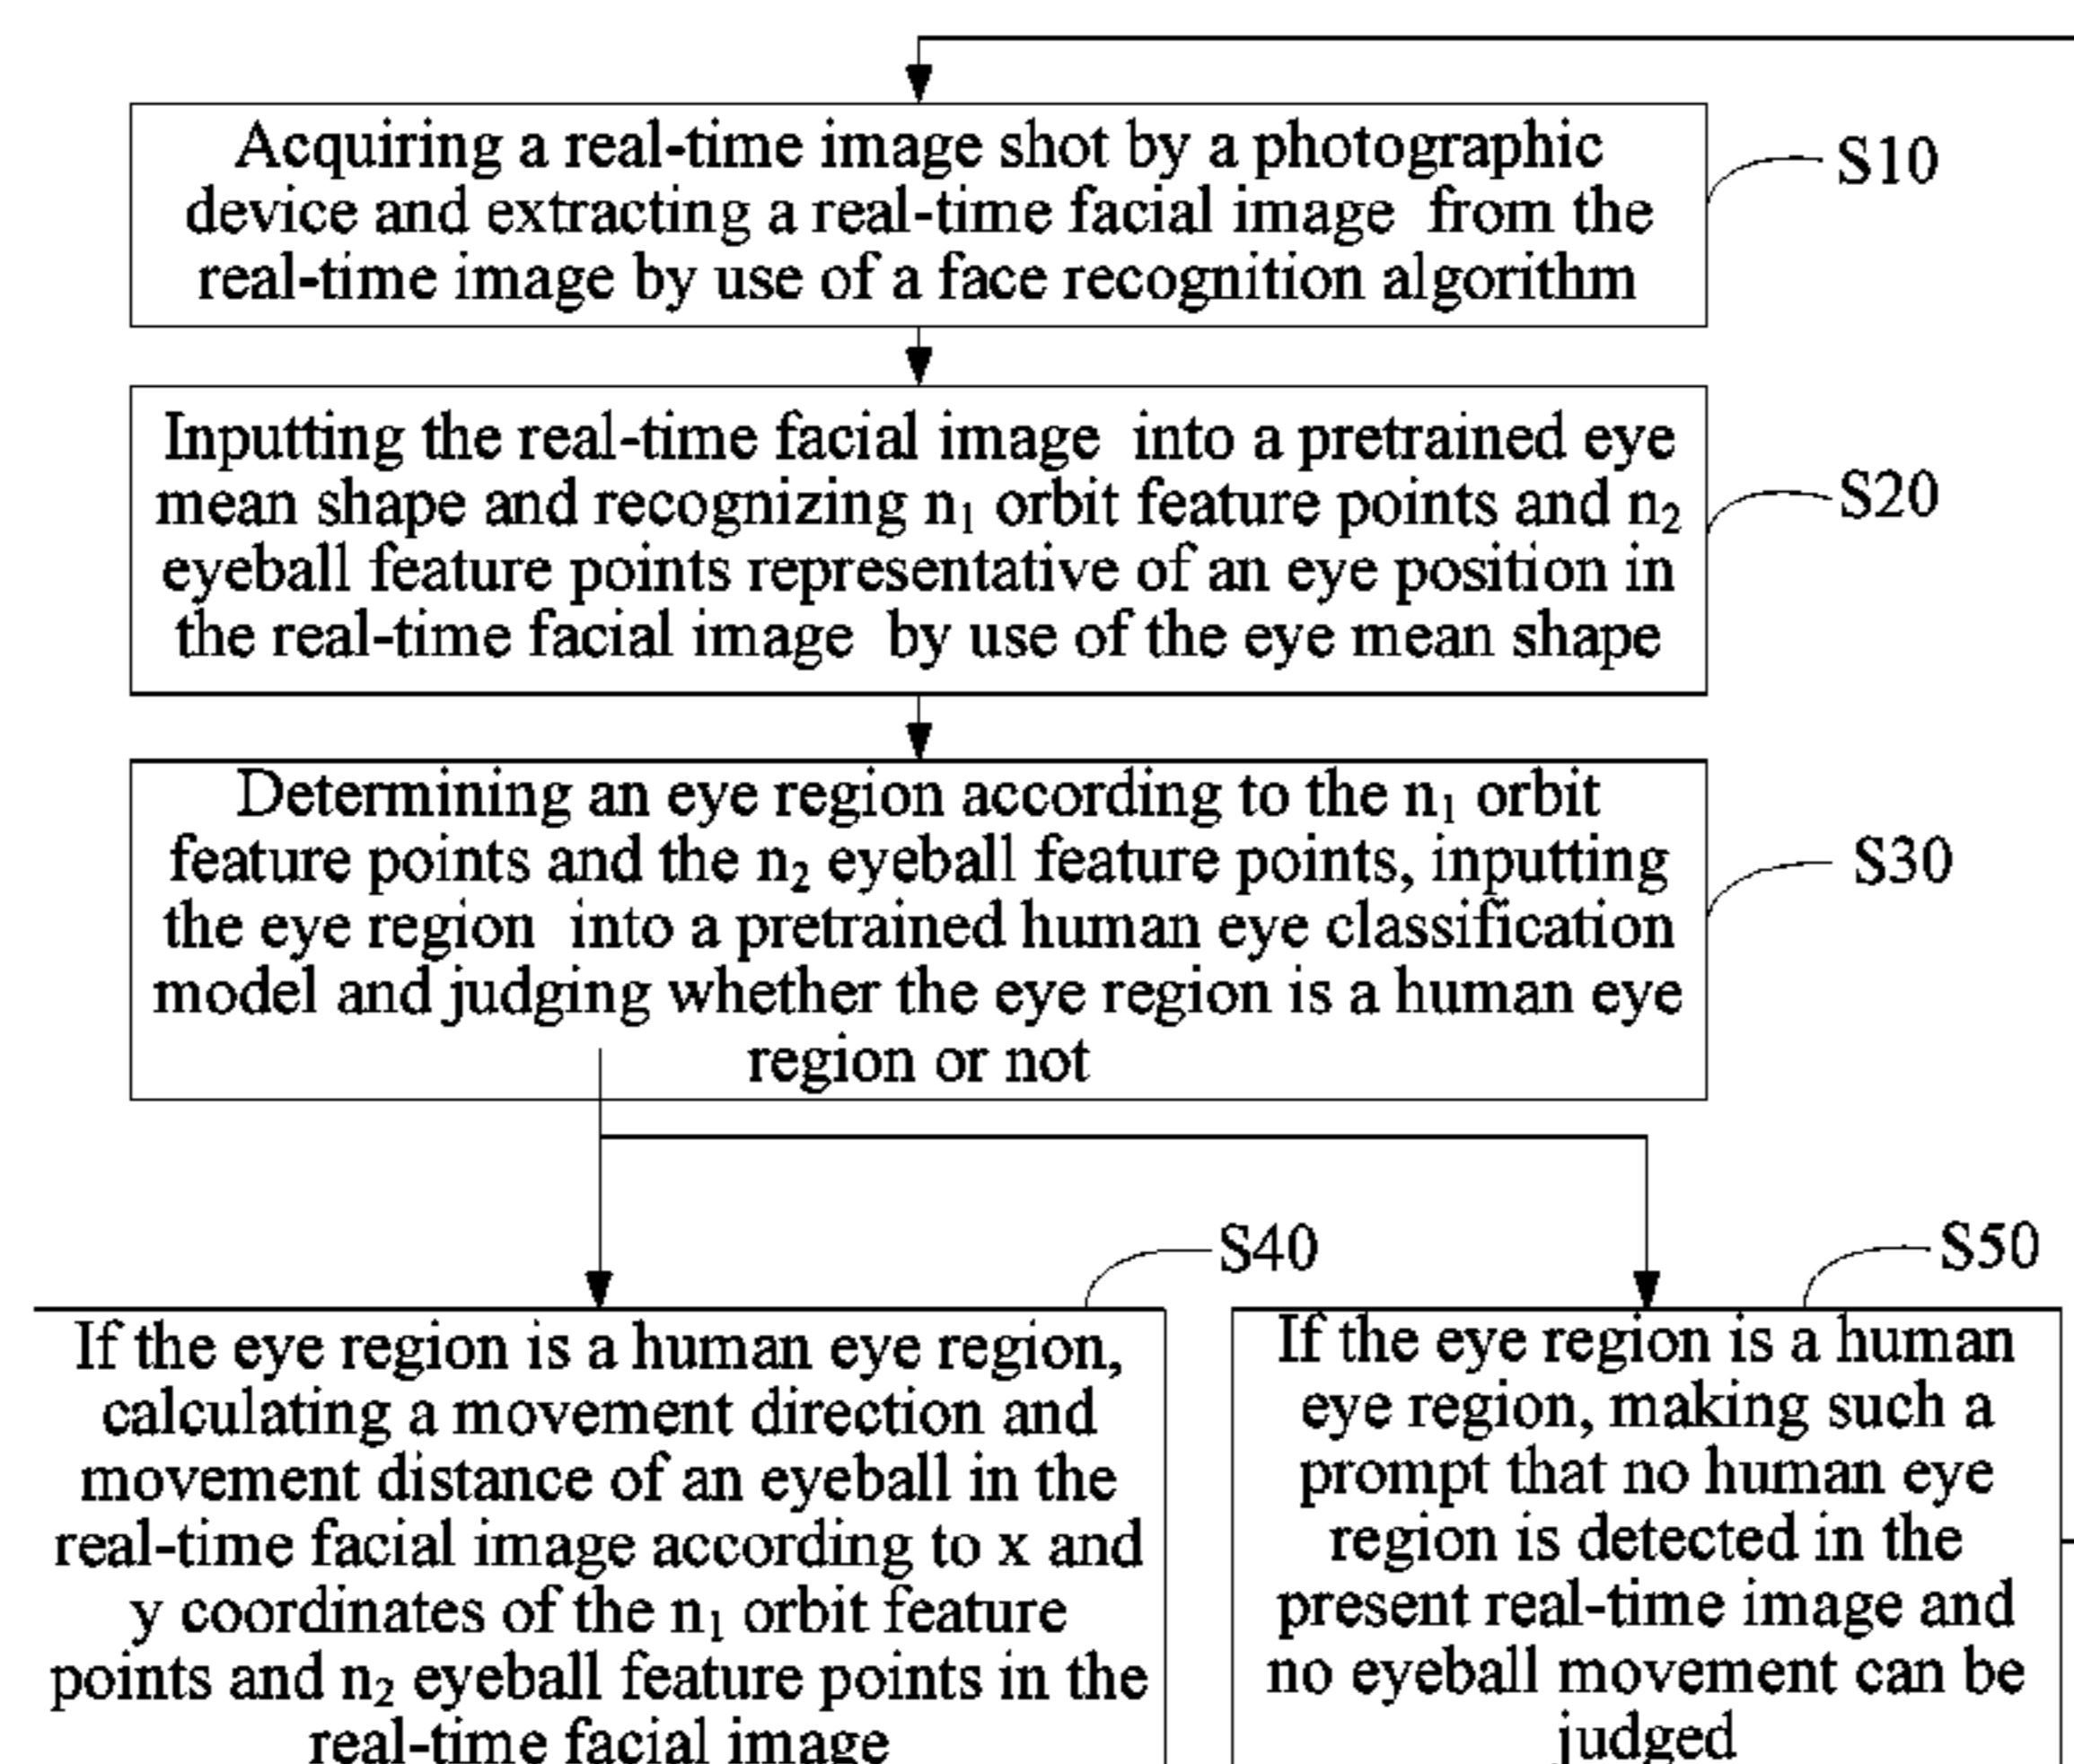 Acquiring a real-time image shot by a photographic
device and extracting a real-time facial image from the
real-time image by use of a face recognition algorithm
S10
Inputting the real-time facial image into a pretrained eye
mean shape and recognizing n₁ orbit feature points and n₂
eyeball feature points representative of an eye position in
the real-time facial image by use of the eye mean shape
S20
Determining an eye region according to the n₁ orbit
feature points and the n₂ eyeball feature points, inputting
the eye region into a pretrained human eye classification
model and judging whether the eye region is a human eye
region or not
S30
S40
If the eye region is a human eye region,
calculating a movement direction and
movement distance of an eyeball in the
real-time facial image according to x and
y coordinates of the n₁ orbit feature
points and n₂ eyeball feature points in the
real-time facial image
S50
If the eye region is a human
eye region, making such a
prompt that no human eye
region is detected in the
present real-time image and
no eyeball movement can be
judged